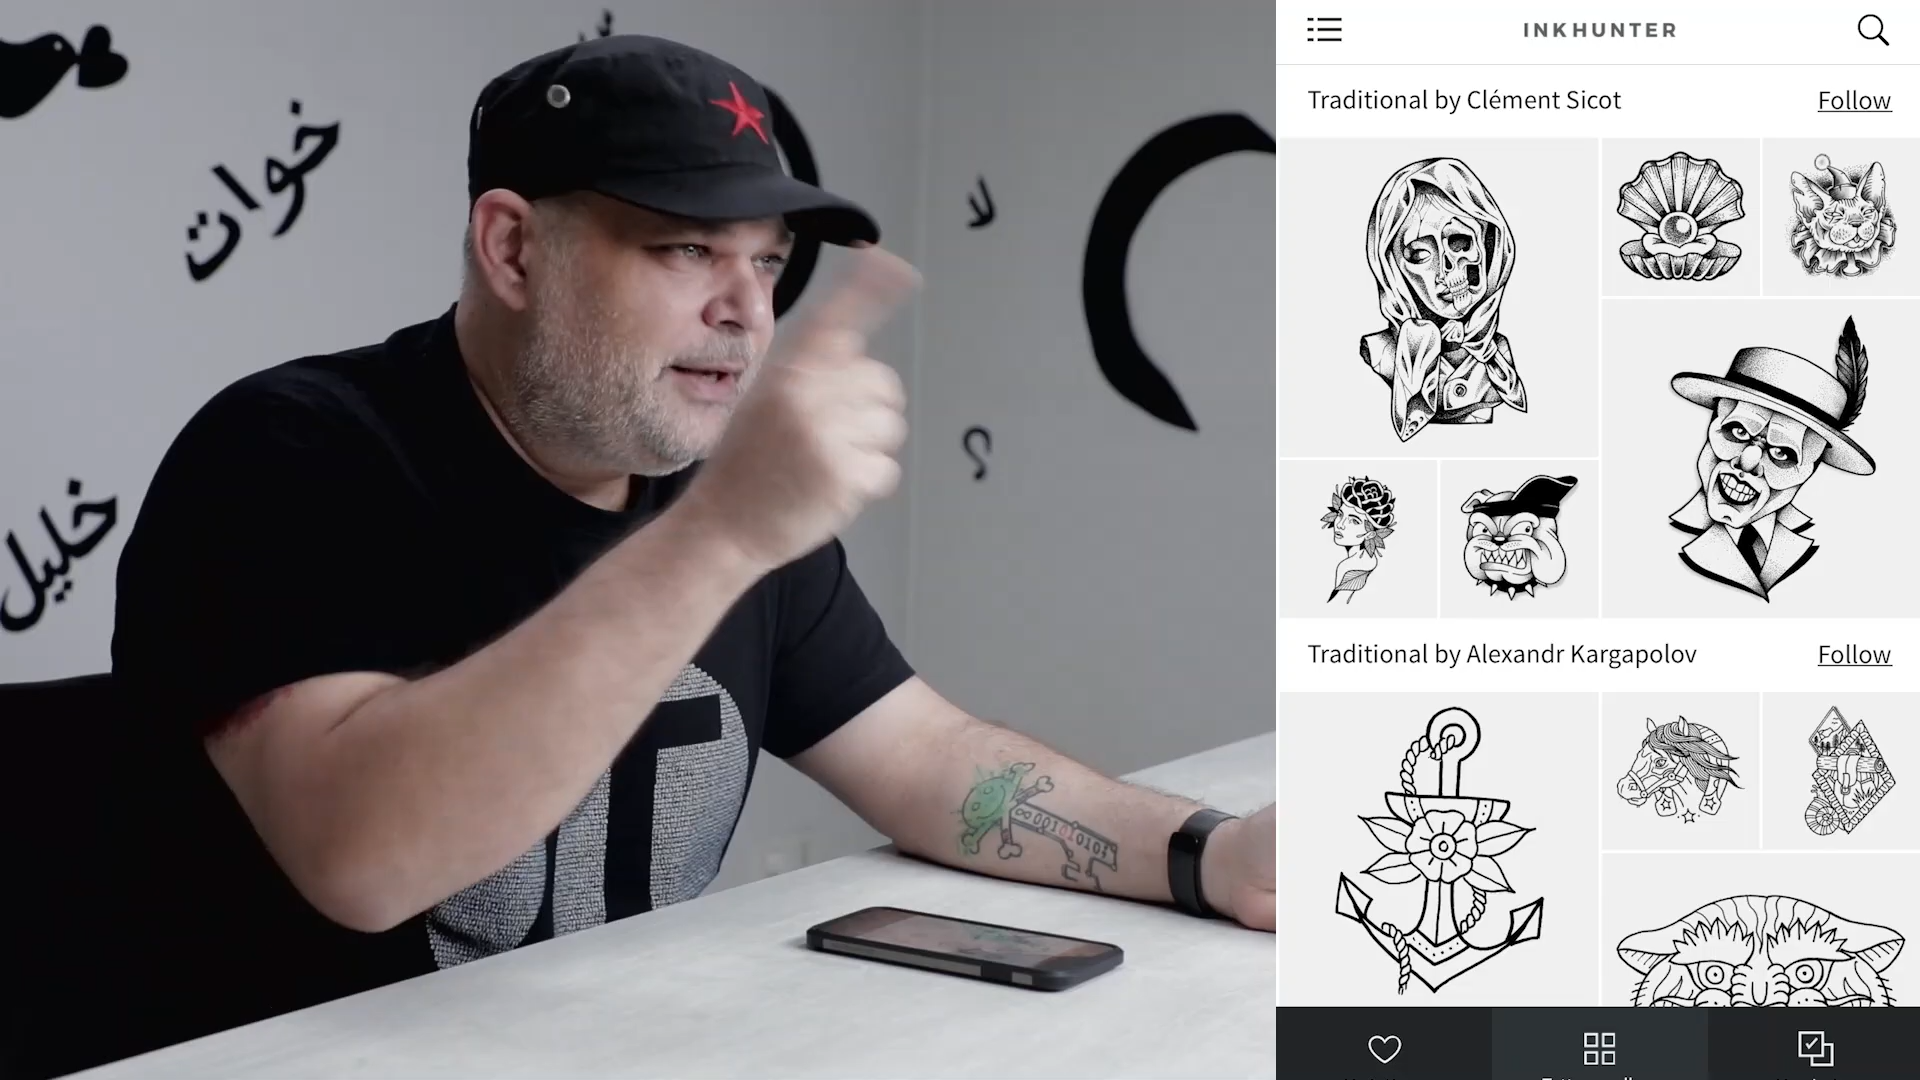 خوات
لا
خليل
INKHUNTER
Traditional by Clément Sicot
Follow
Traditional by Alexandr Kargapolov
Follow